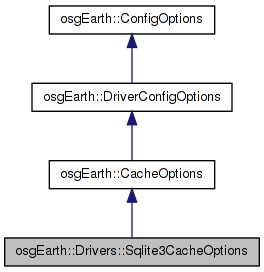 osgEarth::ConfigOptions
osgEarth::DriverConfigOptions
osgEarth::CacheOptions
osgEarth::Drivers::Sqlite3CacheOptions